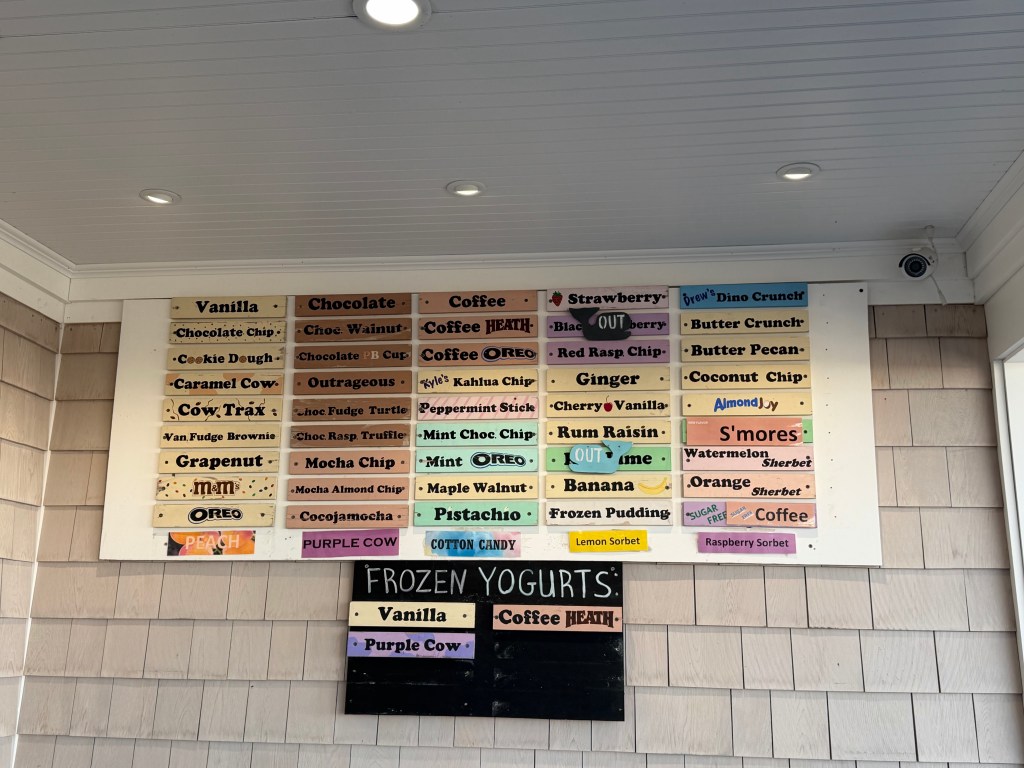 Vanilla
Chocolate Chip
Cookie Dough
Caramel Cow
Cow Trax
Van. Fudge Brownie
Grapenut
m&m's
OREO
PEACH
Chocolate
Choc. Walnut
Chocolate PB Cup
Outrageous
Choc Fudge Turtle
Choc. Rasp. Truffle
Mocha Chip
Mocha Almond Chip
Cocojamocha
PURPLE COW
Coffee
Coffee HEATH
Coffee OREO
Kyle's Kahlua Chip
Peppermint Stick
Mint Choc. Chip
Mint OREO
Maple Walnut
Pistachio
COTTON CANDY
Strawberry
OUT
Red Rasp. Chip
Ginger
Cherry Vanilla
Rum Raisin
OUT
Banana
Frozen Pudding
Lemon Sorbet
Drew's Dino Crunch
Butter Crunch
Butter Pecan
Coconut Chip
Almond Joy
S'mores
Watermelon
Sherbet
Orange
Sherbet
SUGAR FREE Coffee
Raspberry Sorbet
FROZEN YOGURTS
Vanilla
Coffee HEATH
Purple Cow